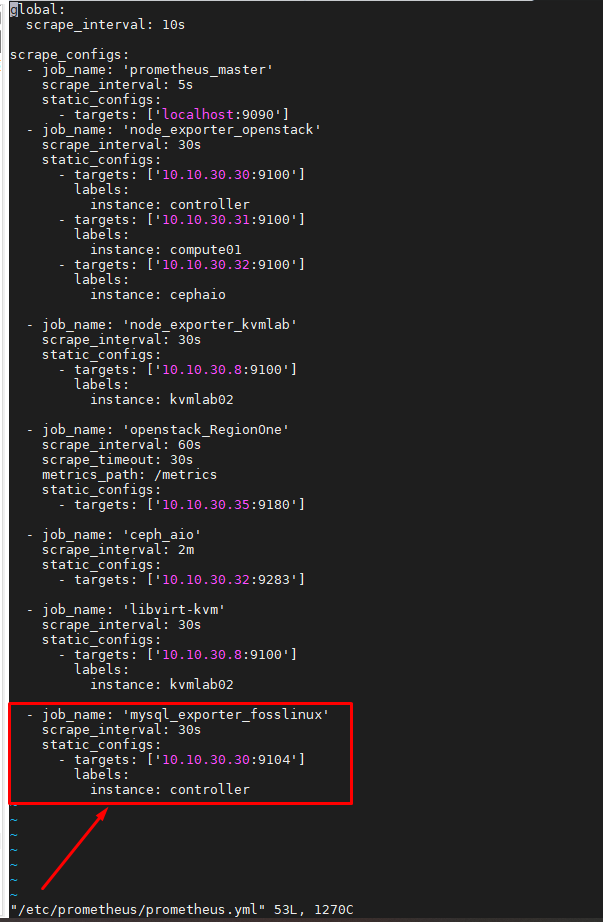 global:
  scrape_interval: 10s

scrape_configs:
  - job_name: 'prometheus_master'
    scrape_interval: 5s
    static_configs:
      - targets: ['localhost:9090']
  - job_name: 'node_exporter_openstack'
    scrape_interval: 30s
    static_configs:
      - targets: ['10.10.30.30:9100']
        labels:
          instance: controller
      - targets: ['10.10.30.31:9100']
        labels:
          instance: compute01
      - targets: ['10.10.30.32:9100']
        labels:
          instance: cephaio

  - job_name: 'node_exporter_kvmlab'
    scrape_interval: 30s
    static_configs:
      - targets: ['10.10.30.8:9100']
        labels:
          instance: kvmlab02

  - job_name: 'openstack_RegionOne'
    scrape_interval: 60s
    scrape_timeout: 30s
    metrics_path: /metrics
    static_configs:
      - targets: ['10.10.30.35:9180']

  - job_name: 'ceph_aio'
    scrape_interval: 2m
    static_configs:
      - targets: ['10.10.30.32:9283']

  - job_name: 'libvirt-kvm'
    scrape_interval: 30s
    static_configs:
      - targets: ['10.10.30.8:9100']
        labels:
          instance: kvmlab02

  - job_name: 'mysql_exporter_fosslinux'
    scrape_interval: 30s
    static_configs:
      - targets: ['10.10.30.30:9104']
        labels:
          instance: controller
~
~
~
~
~
~
~
"/etc/prometheus/prometheus.yml" 53L, 1270C